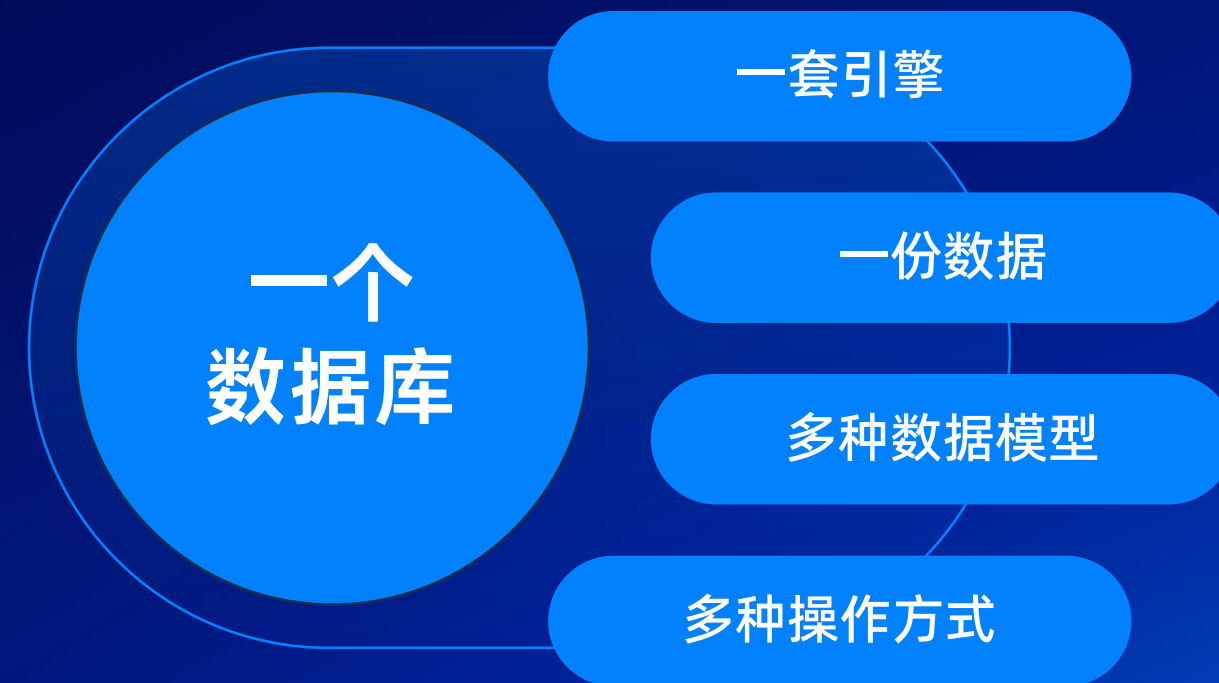 一个
数据库
一套引擎
一份数据
多种数据模型
多种操作方式